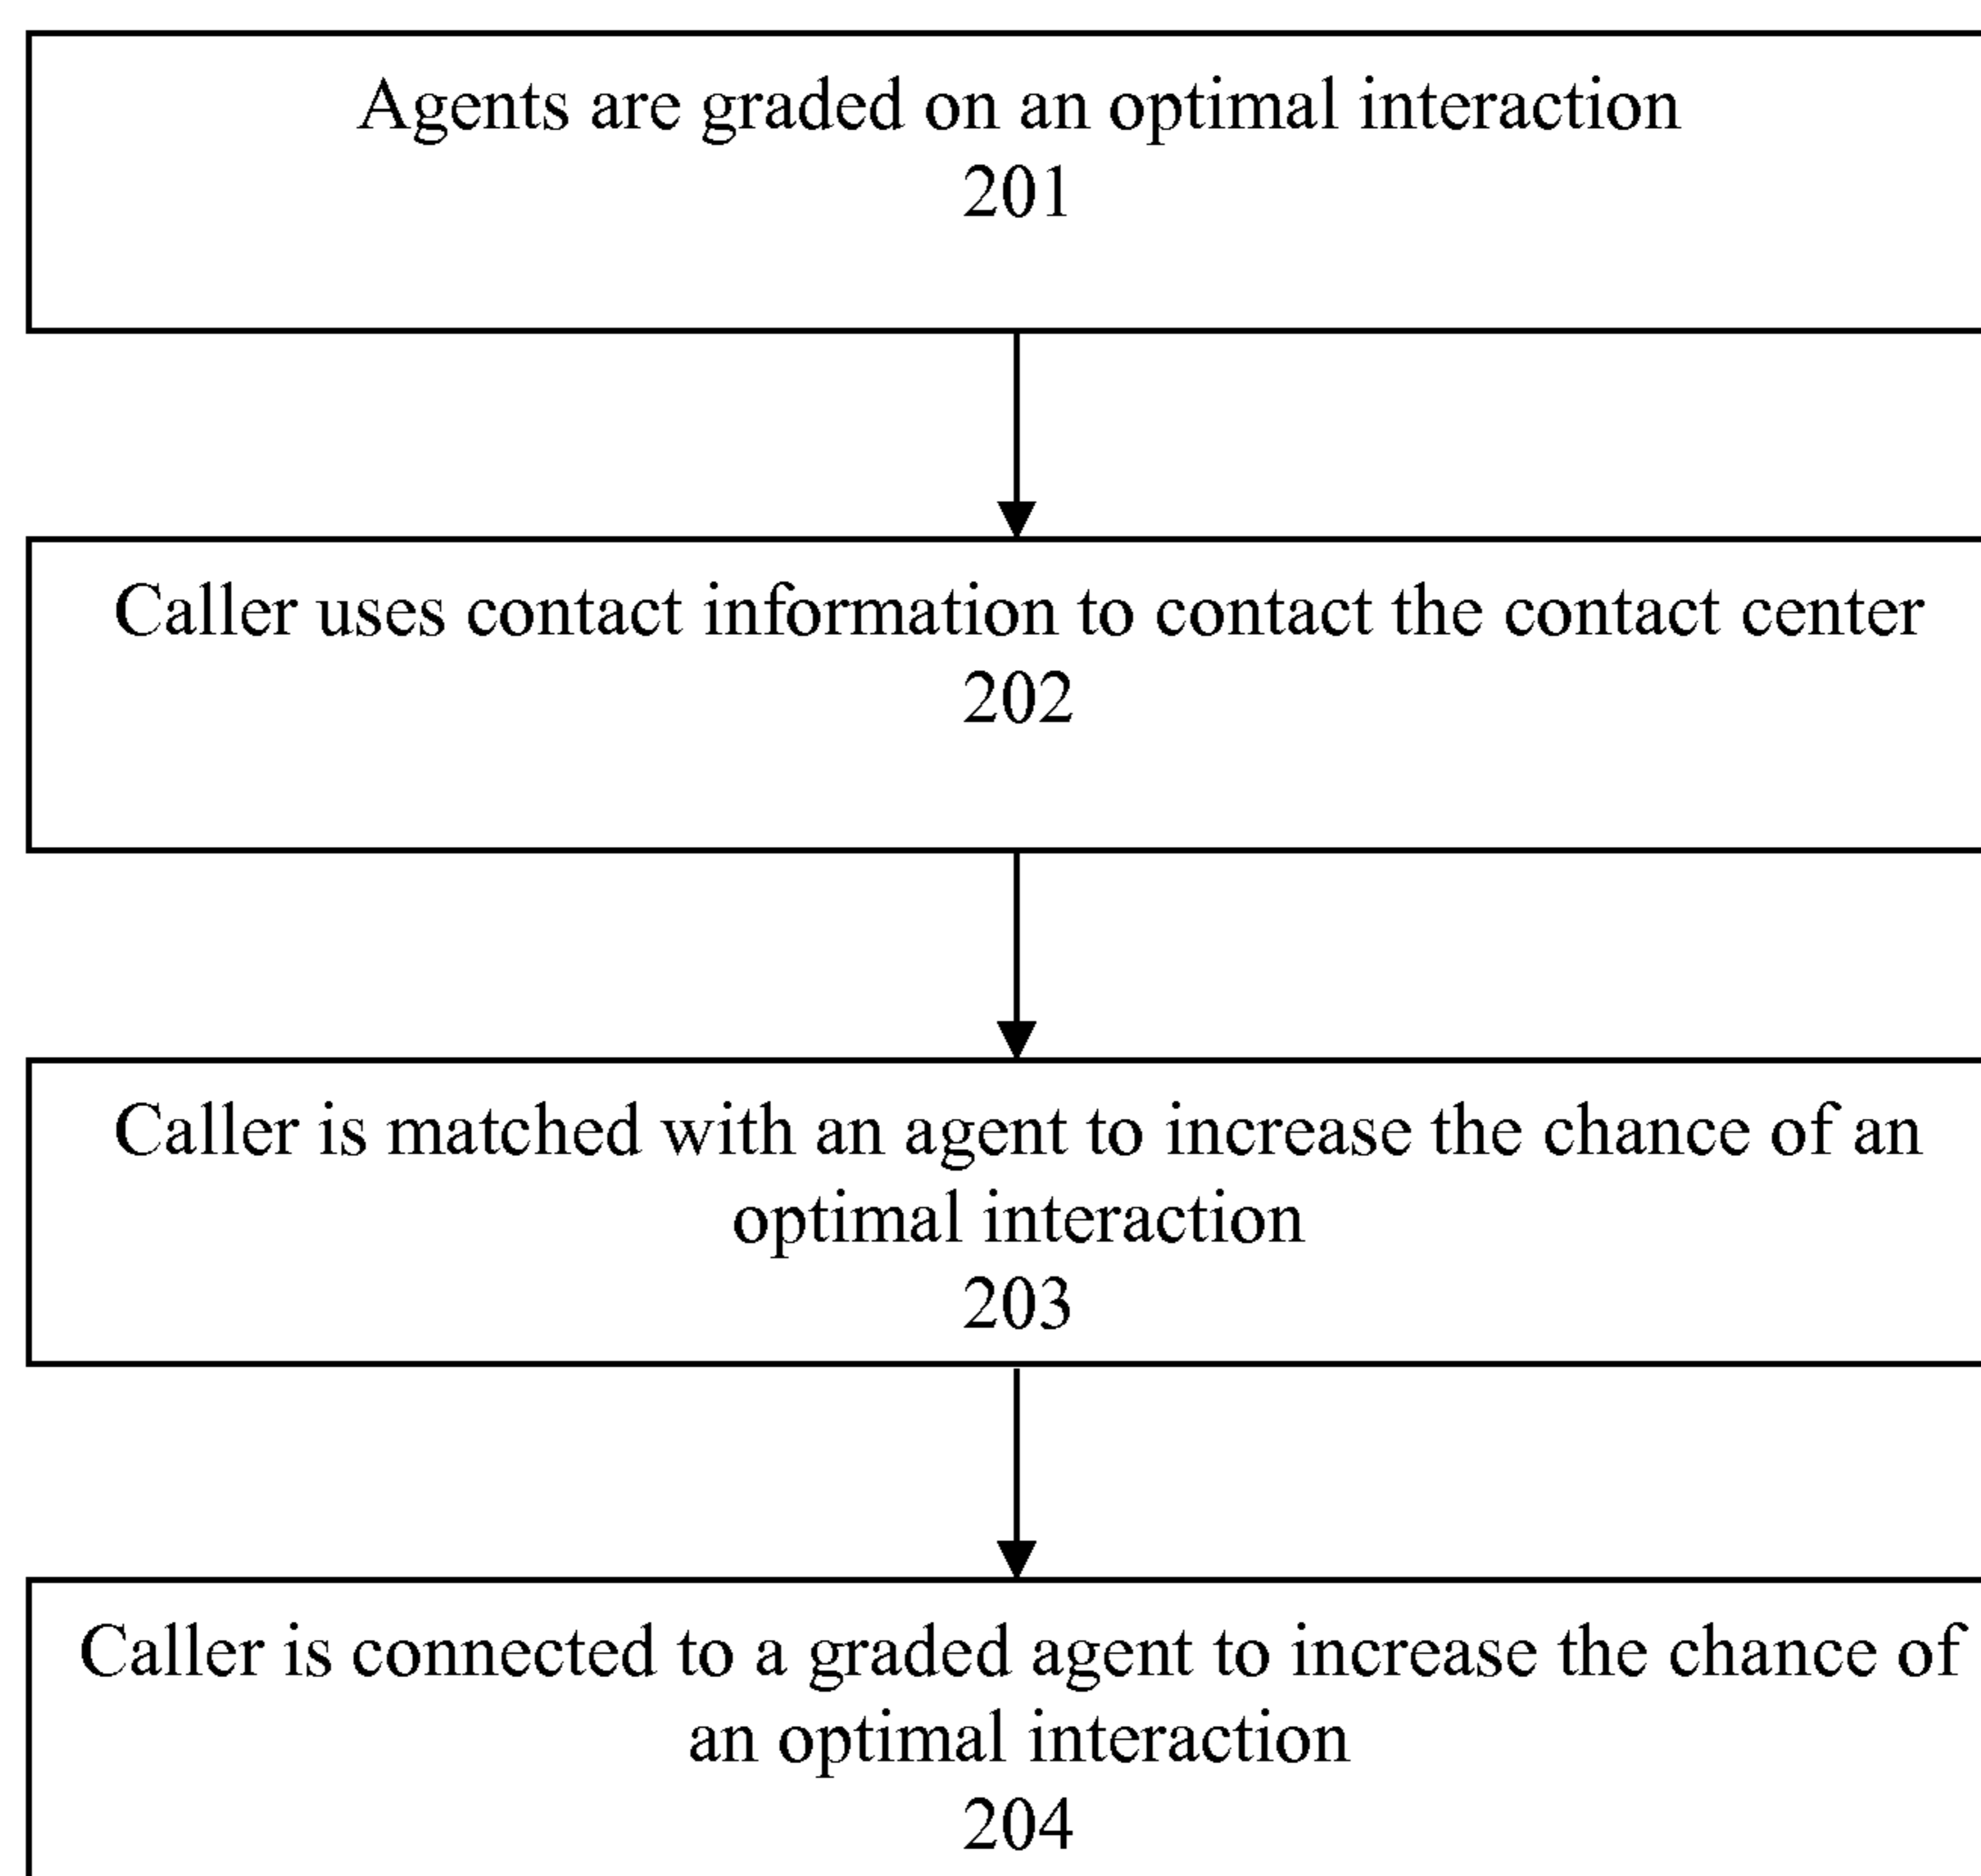 Agents are graded on an optimal interaction
201
Caller uses contact information to contact the contact center
202
Caller is matched with an agent to increase the chance of an
optimal interaction
203
Caller is connected to a graded agent to increase the chance of
an optimal interaction
204